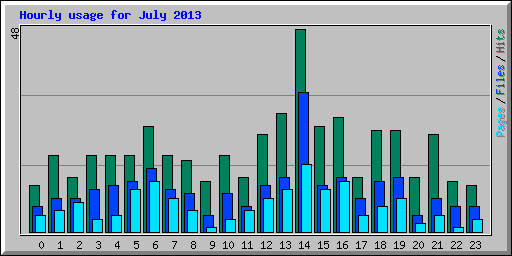 Hourly usage for July 2013
48
Pages / Files / Hits
0 1 2 3 4 5 6 7 8 9 10 11 12 13 14 15 16 17 18 19 20 21 22 23